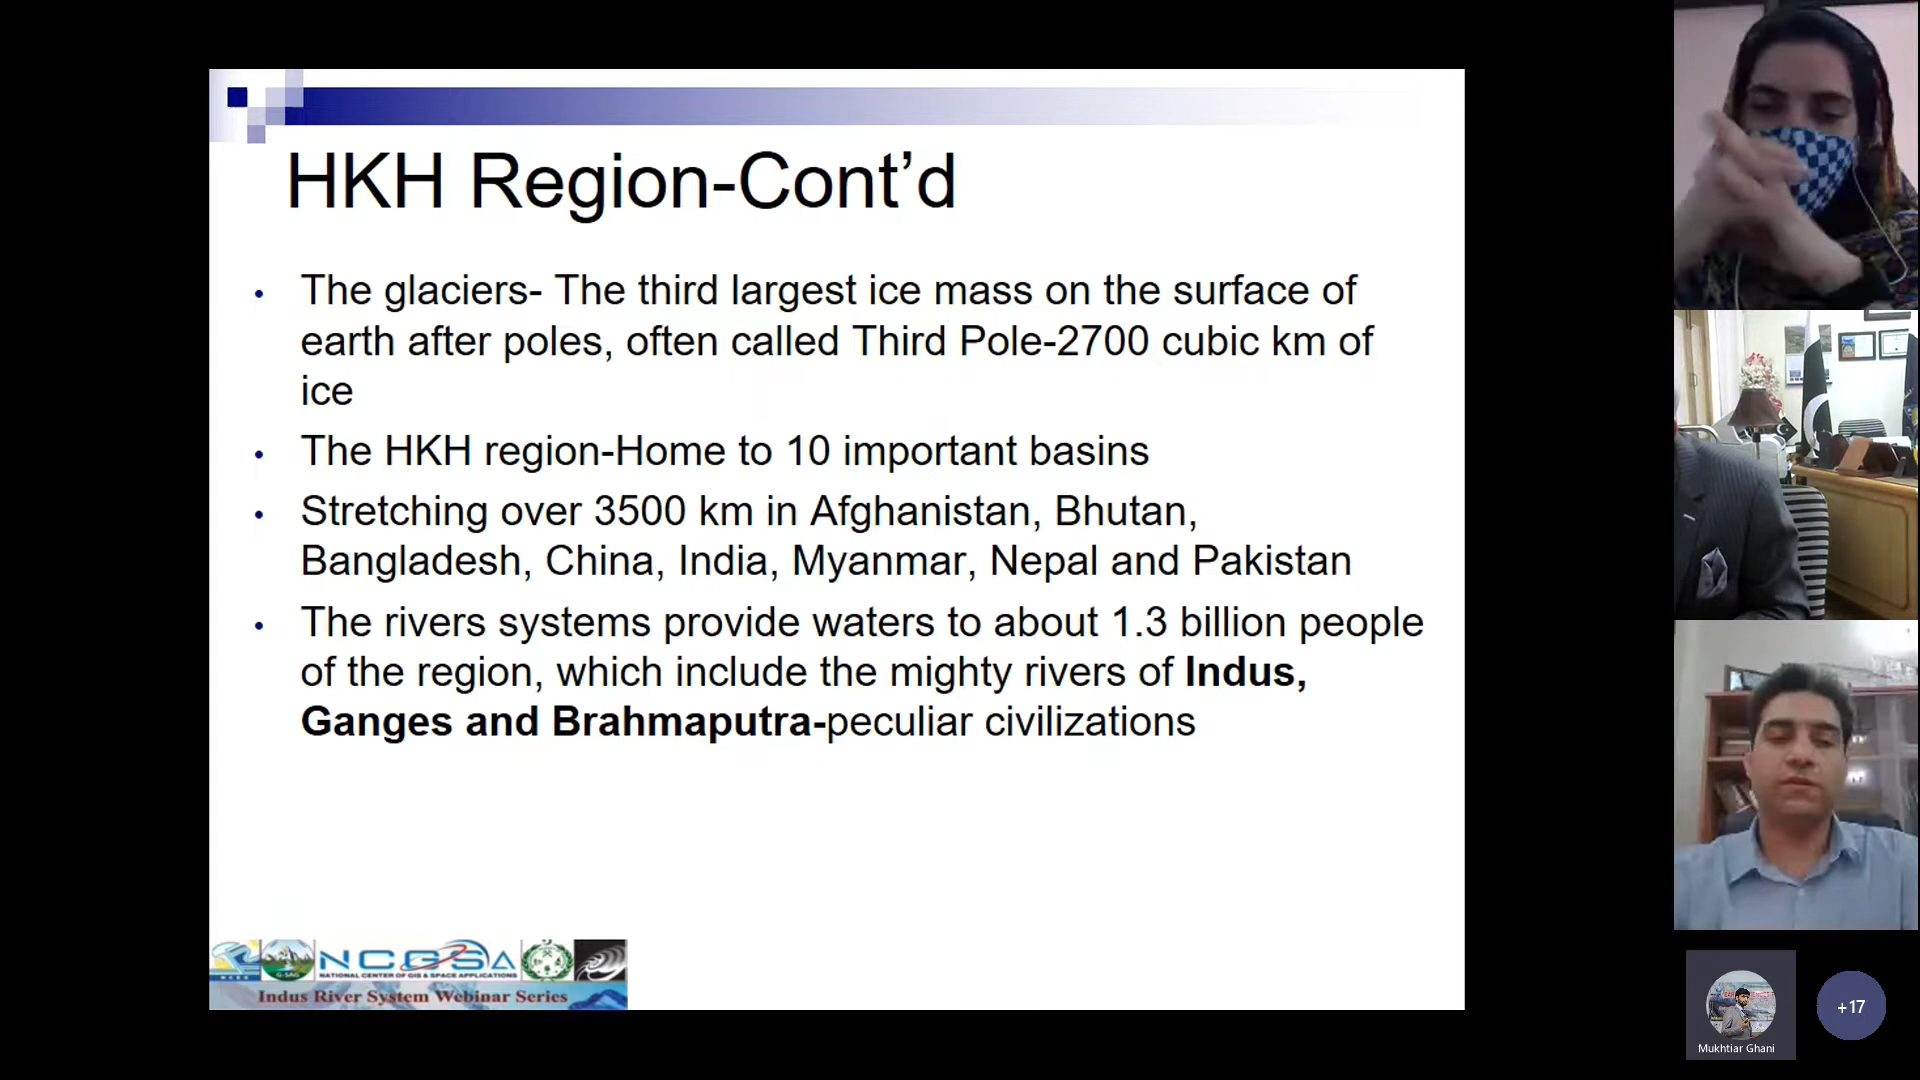 HKH Region-Cont’d
• The glaciers- The third largest ice mass on the surface of
earth after poles, often called Third Pole-2700 cubic km of
ice
• The HKH region-Home to 10 important basins
• Stretching over 3500 km in Afghanistan, Bhutan,
Bangladesh, China, India, Myanmar, Nepal and Pakistan
• The rivers systems provide waters to about 1.3 billion people
of the region, which include the mighty rivers of Indus,
Ganges and Brahmaputra-peculiar civilizations
G-SAG
NCGSA
NATIONAL CENTER OF GIS & SPACE APPLICATIONS
Indus River System Webinar Series
Mukhtiar Ghani
+17